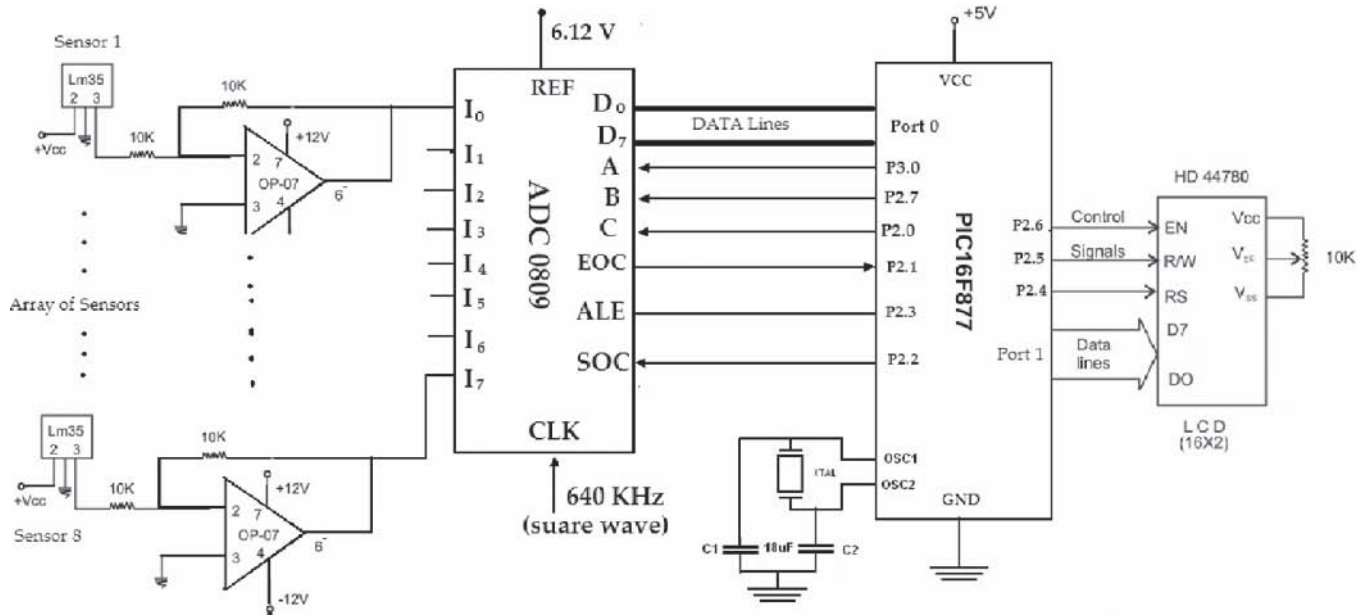 Sensor 1
Lm35
2 3
+Vcc
10K
10K
+12V
2
7
OP-07
3
4
6
Array of Sensors
Lm35
2 3
+Vcc
Sensor 8
10K
10K
+12V
2
7
OP-07
3
4
6
-12V
6.12 V
REF
ADC 0809
I0
I1
I2
I3
I4
I5
I6
I7
D0
D7
A
B
C
EOC
ALE
SOC
CLK
640 KHz
(suare wave)
DATA Lines
+5V
VCC
Port 0
P3.0
P2.7
P2.0
P2.1
P2.3
P2.2
PIC16F877
P2.6
P2.5
P2.4
Port 1
OSC1
OSC2
GND
XTAL
C1
18uF
C2
Control
Signals
Data
lines
HD 44780
EN
R/W
RS
D7
DO
Vcc
Vss
10K
L C D
(16X2)